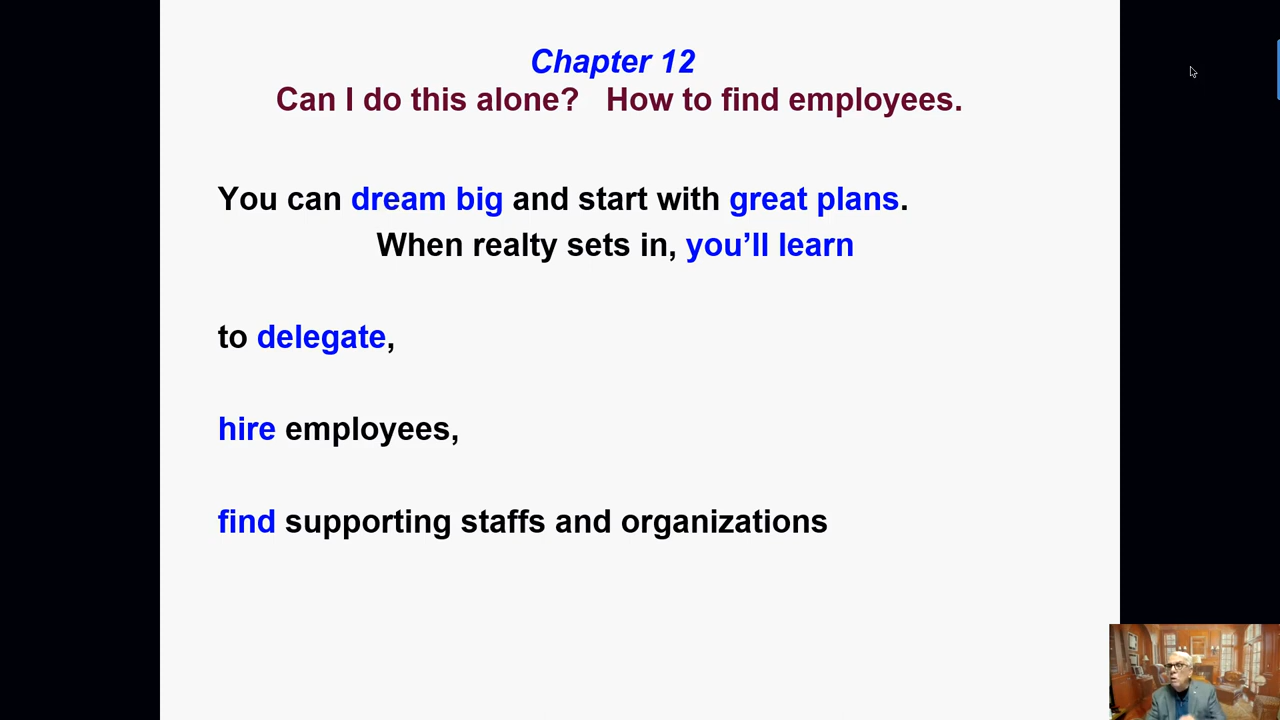 Chapter 12
Can I do this alone? How to find employees.
You can dream big and start with great plans.
When realty sets in, you’ll learn
to delegate,
hire employees,
find supporting staffs and organizations